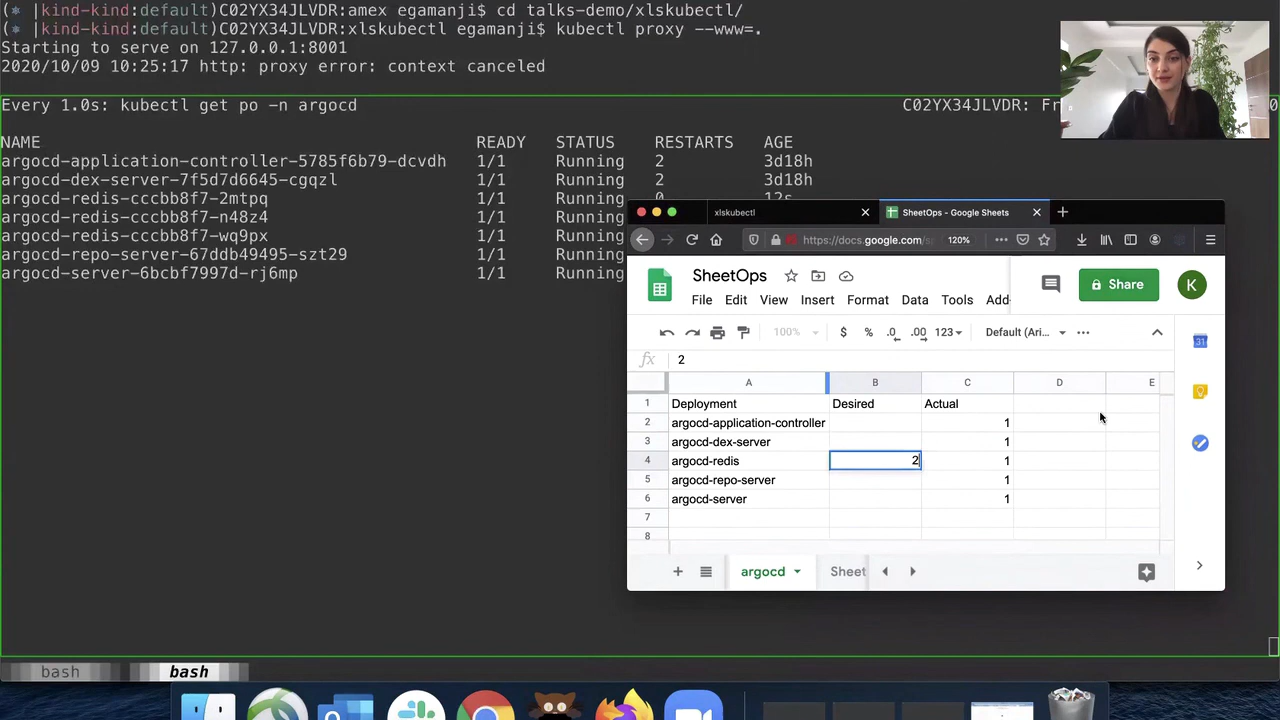 (⎈ |kind-kind:default)C02YX34JLVDR:amex egamanji$ cd talks-demo/xlskubectl/
(⎈ |kind-kind:default)C02YX34JLVDR:xlskubectl egamanji$ kubectl proxy --www=.
Starting to serve on 127.0.0.1:8001
2020/10/09 10:25:17 http: proxy error: context canceled
Every 1.0s: kubectl get po -n argocd C02YX34JLVDR: Fr
NAME READY STATUS RESTARTS AGE
argocd-application-controller-5785f6b79-dcvdh 1/1 Running 2 3d18h
argocd-dex-server-7f5d7d6645-cgqzl 1/1 Running 2 3d18h
argocd-redis-cccbb8f7-2mtpq 1/1 Running 0 12s
argocd-redis-cccbb8f7-n48z4 1/1 Running
argocd-redis-cccbb8f7-wq9px 1/1 Running
argocd-repo-server-67ddb49495-szt29 1/1 Running
argocd-server-6bcbf7997d-rj6mp 1/1 Running
xlskubectl SheetOps - Google Sheets
https://docs.google.com/s 120%
SheetOps
Share K
File Edit View Insert Format Data Tools Add-
100% $ % .0 .00 123 Default (Ari...
fx 2
A B C D E
1 Deployment Desired Actual
2 argocd-application-controller 1
3 argocd-dex-server 1
4 argocd-redis 2 1
5 argocd-repo-server 1
6 argocd-server 1
7
8
argocd Sheet
31
bash bash